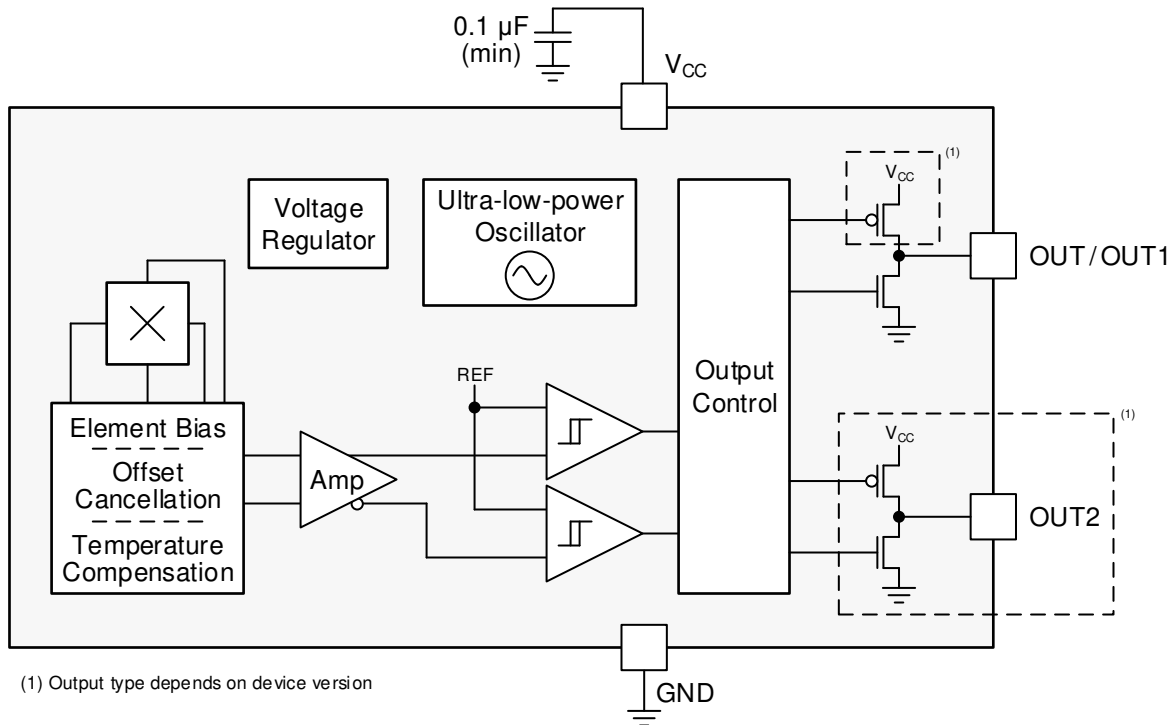 0.1 µF
(min)
VCC
Voltage
Regulator
Ultra-low-power
Oscillator
(1)
VCC
OUT/OUT1
REF
Output
Control
Element Bias
Offset
Cancellation
Temperature
Compensation
Amp
(1)
VCC
OUT2
GND
(1) Output type depends on device version